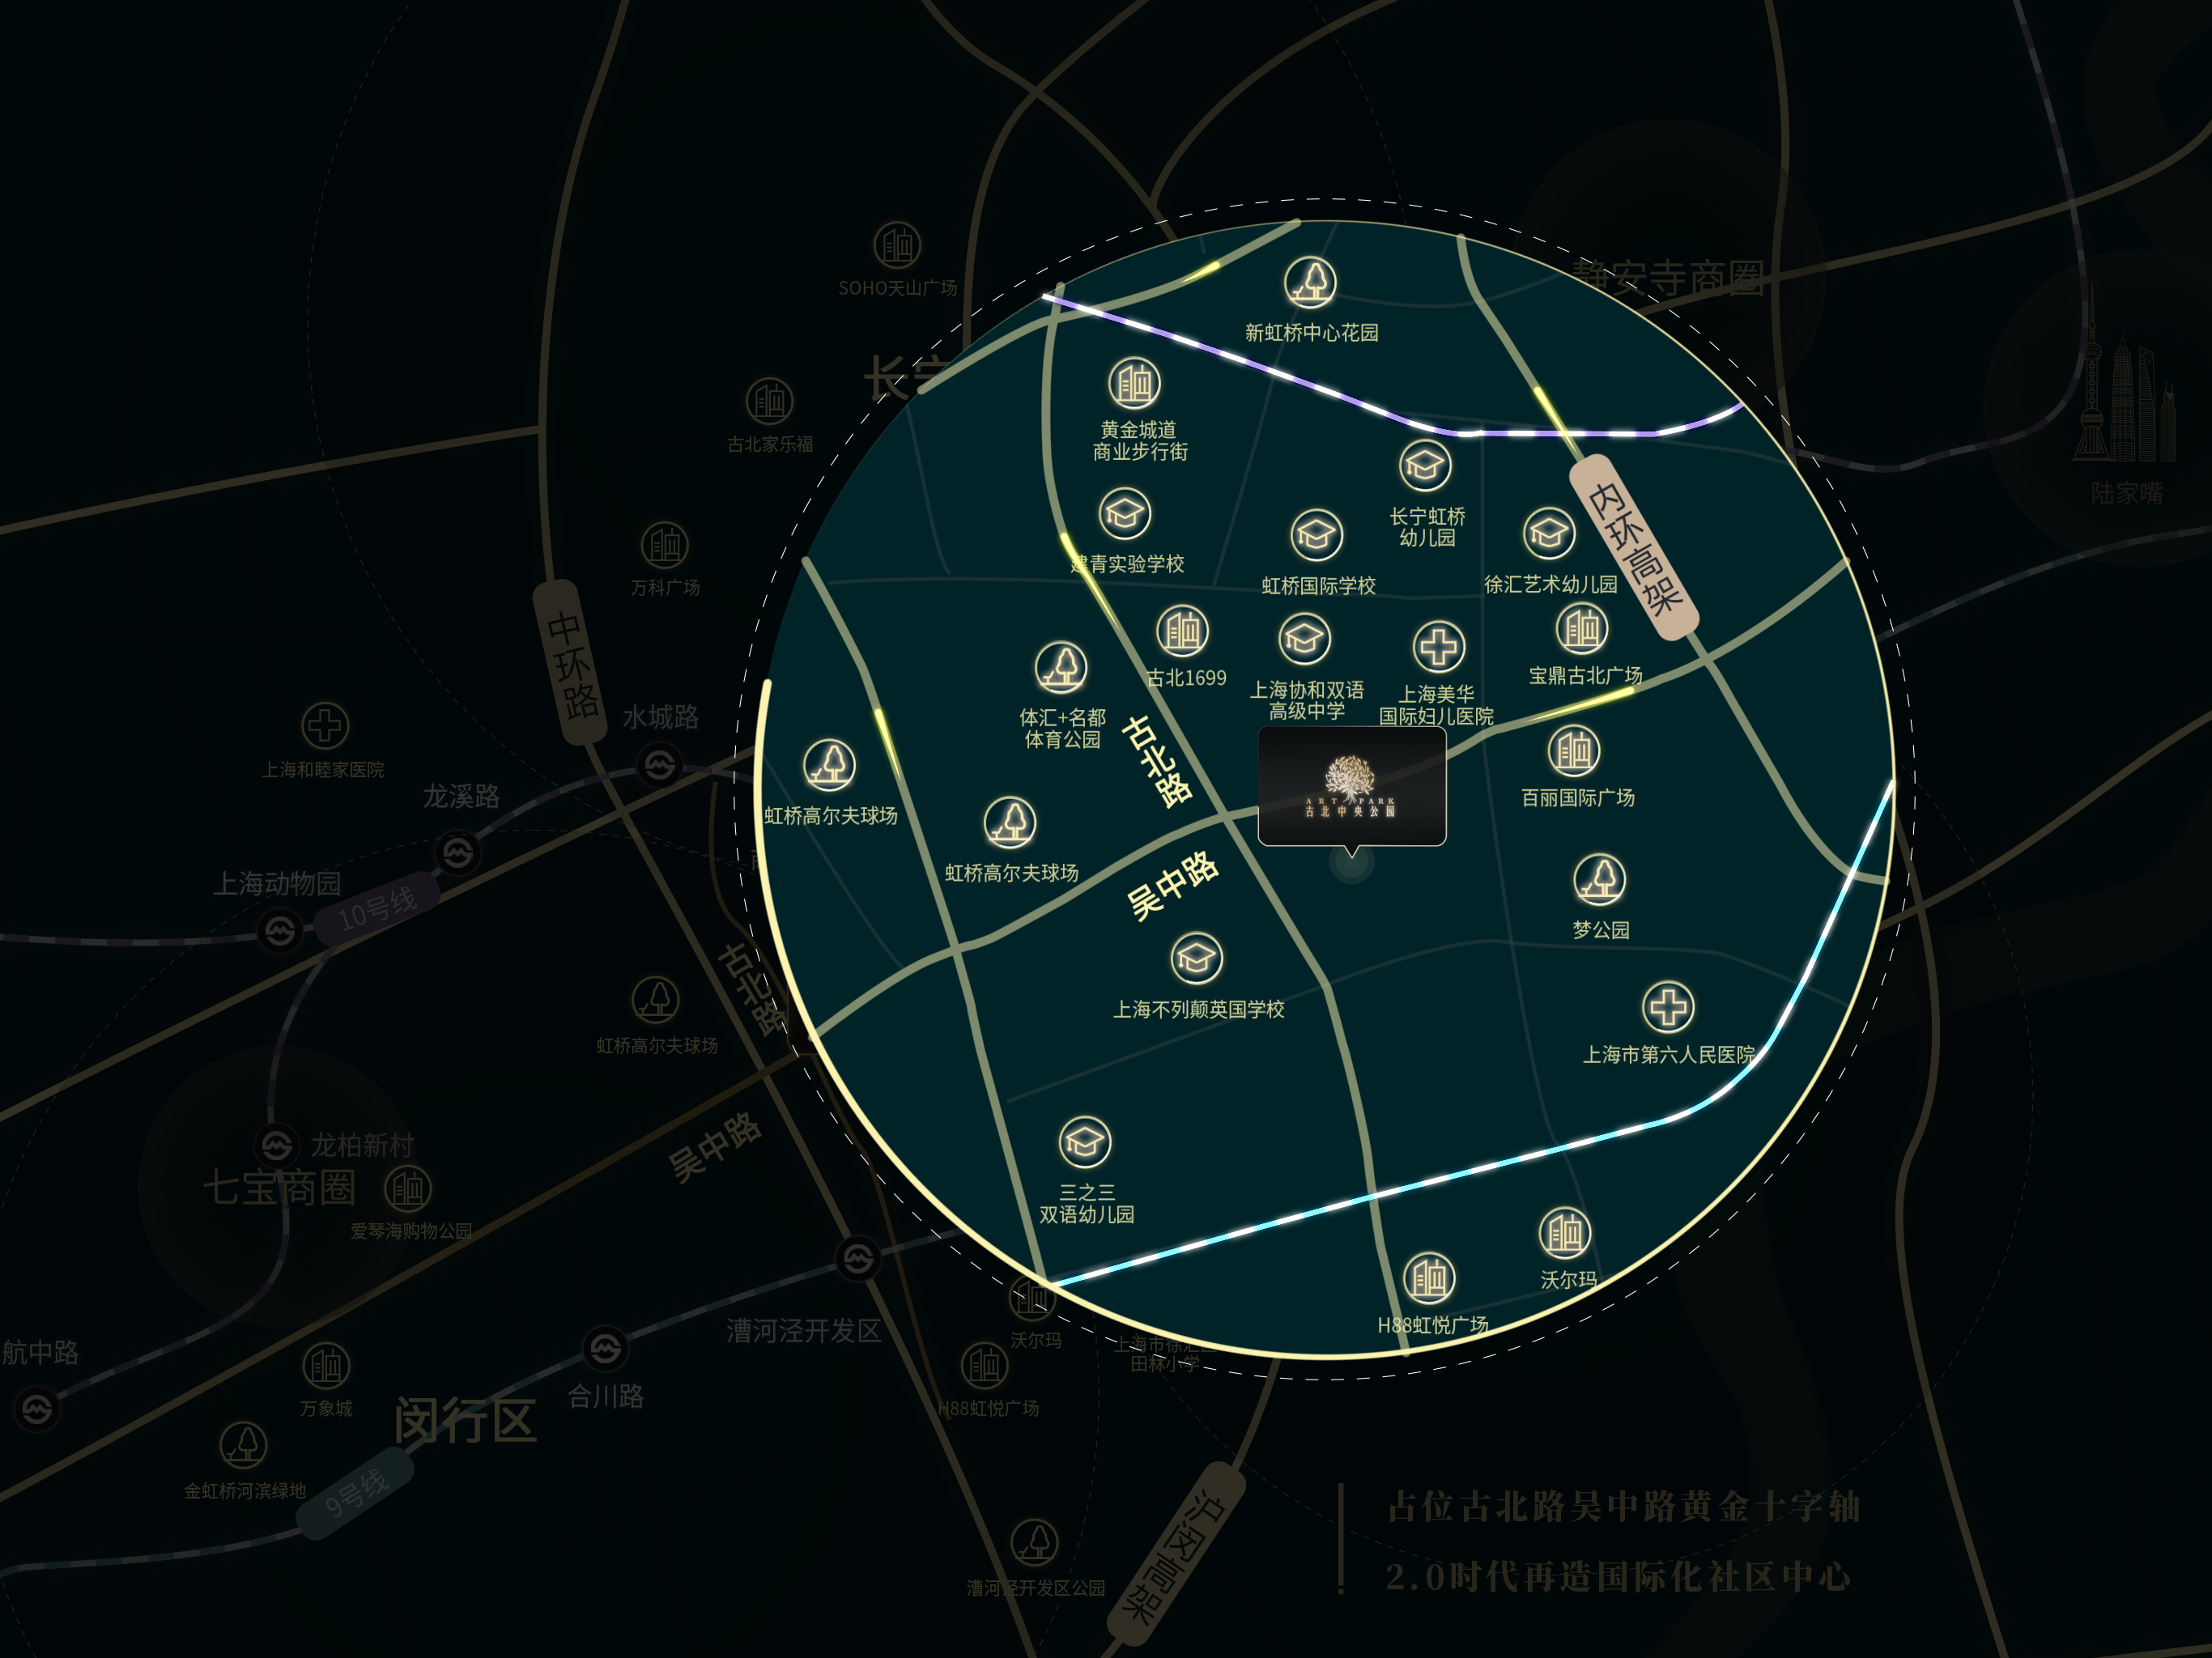 静安寺商圈
SOHO天山广场
新虹桥中心花园
长宁
古北家乐福
黄金城道
商业步行街
陆家嘴
长宁虹桥
幼儿园
内环高架
建青实验学校
虹桥国际学校
徐汇艺术幼儿园
万科广场
中环路
古北1699
上海协和双语
高级中学
上海美华
国际妇儿医院
宝鼎古北广场
水城路
体汇+名都
体育公园
古北路
上海和睦家医院
龙溪路
虹桥高尔夫球场
ART PARK
古北中央公园
百丽国际广场
上海动物园
10号线
虹桥高尔夫球场
吴中路
梦公园
古北路
上海不列颠英国学校
虹桥高尔夫球场
上海市第六人民医院
龙柏新村
吴中路
七宝商圈
三之三
双语幼儿园
爱琴海购物公园
沃尔玛
H88虹悦广场
漕河泾开发区
沃尔玛
上海市徐汇区
田林小学
航中路
合川路
万象城
闵行区
H88虹悦广场
金虹桥河滨绿地
9号线
沪闵高架
漕河泾开发区公园
占位古北路吴中路黄金十字轴
2.0时代再造国际化社区中心